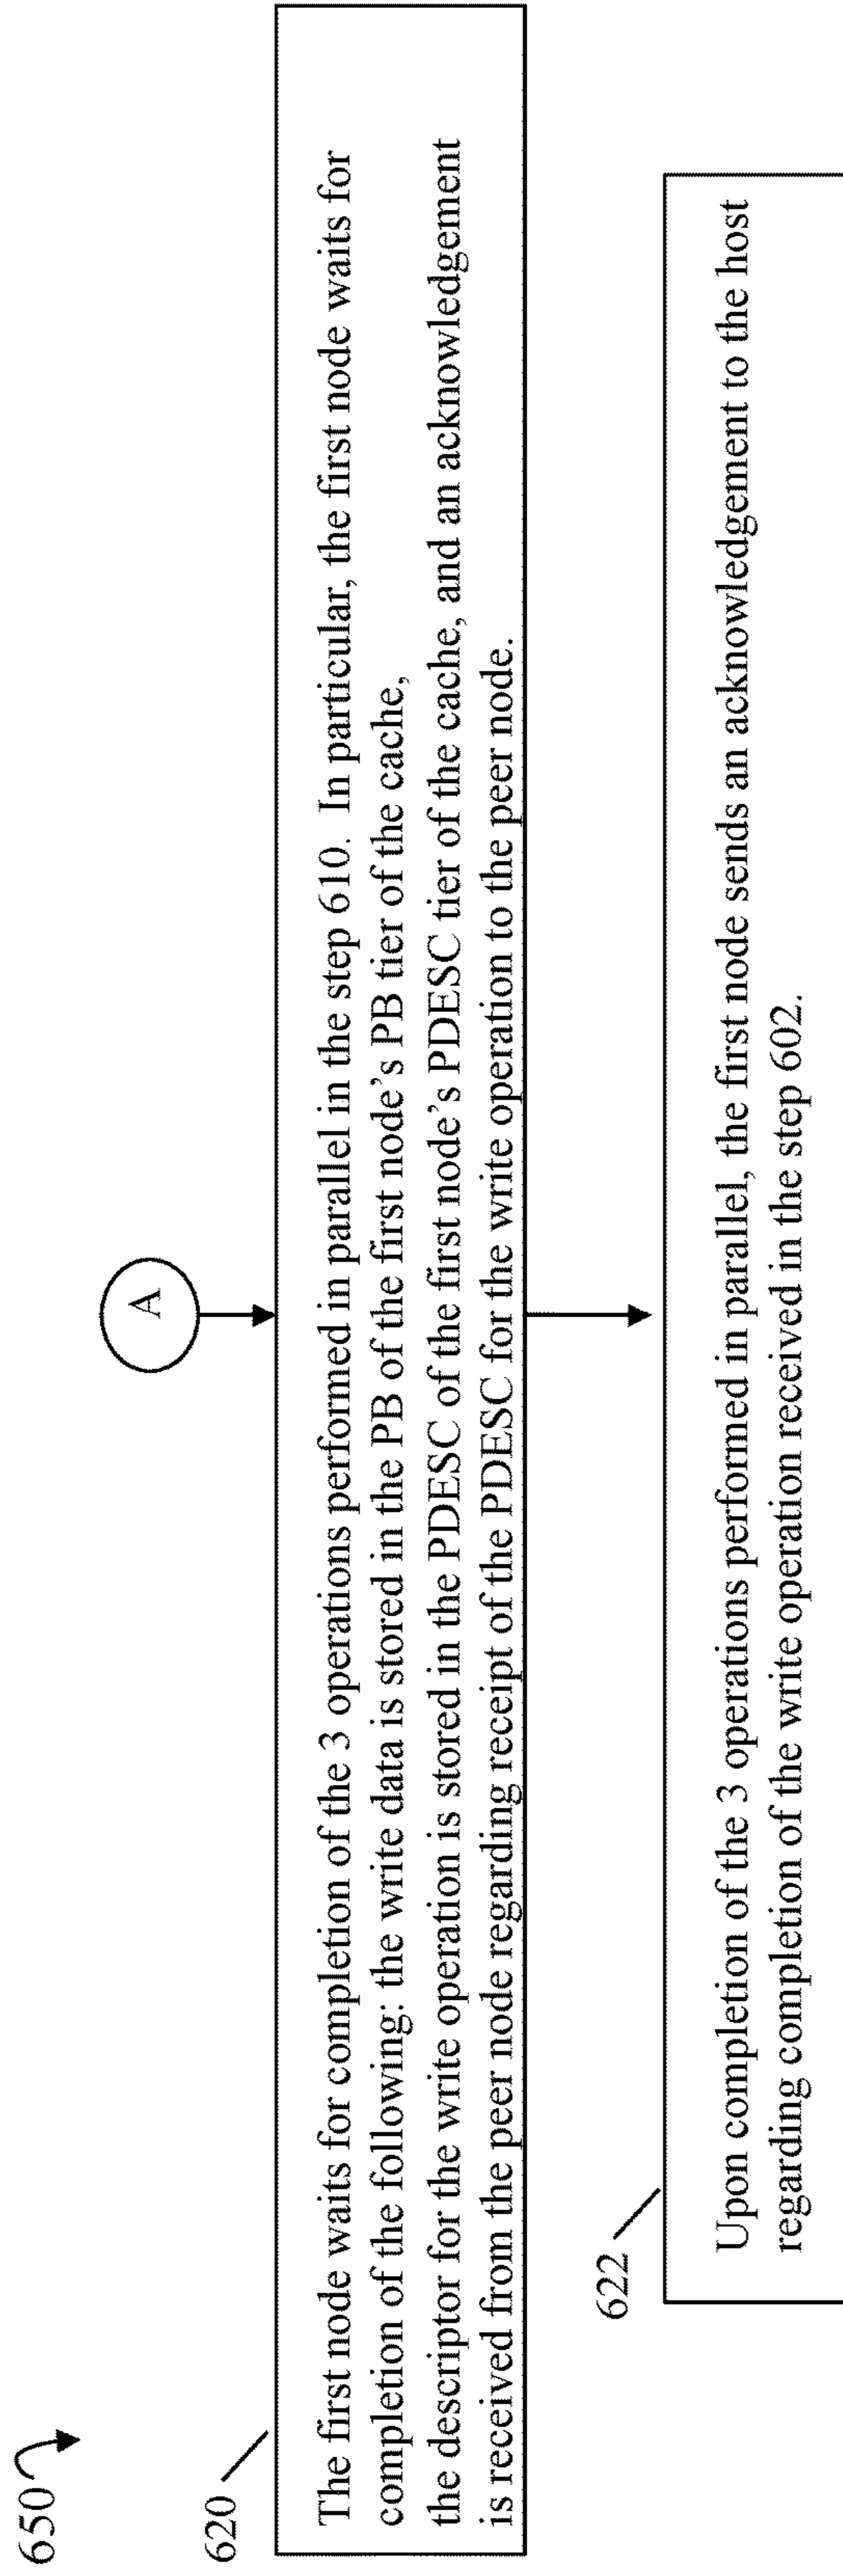 650
A
620
The first node waits for completion of the 3 operations performed in parallel in the step 610. In particular, the first node waits for
completion of the following: the write data is stored in the PB of the first node’s PB tier of the cache,
the descriptor for the write operation is stored in the PDESC of the first node’s PDESC tier of the cache, and an acknowledgement
is received from the peer node regarding receipt of the PDESC for the write operation to the peer node.
622
Upon completion of the 3 operations performed in parallel, the first node sends an acknowledgement to the host
regarding completion of the write operation received in the step 602.